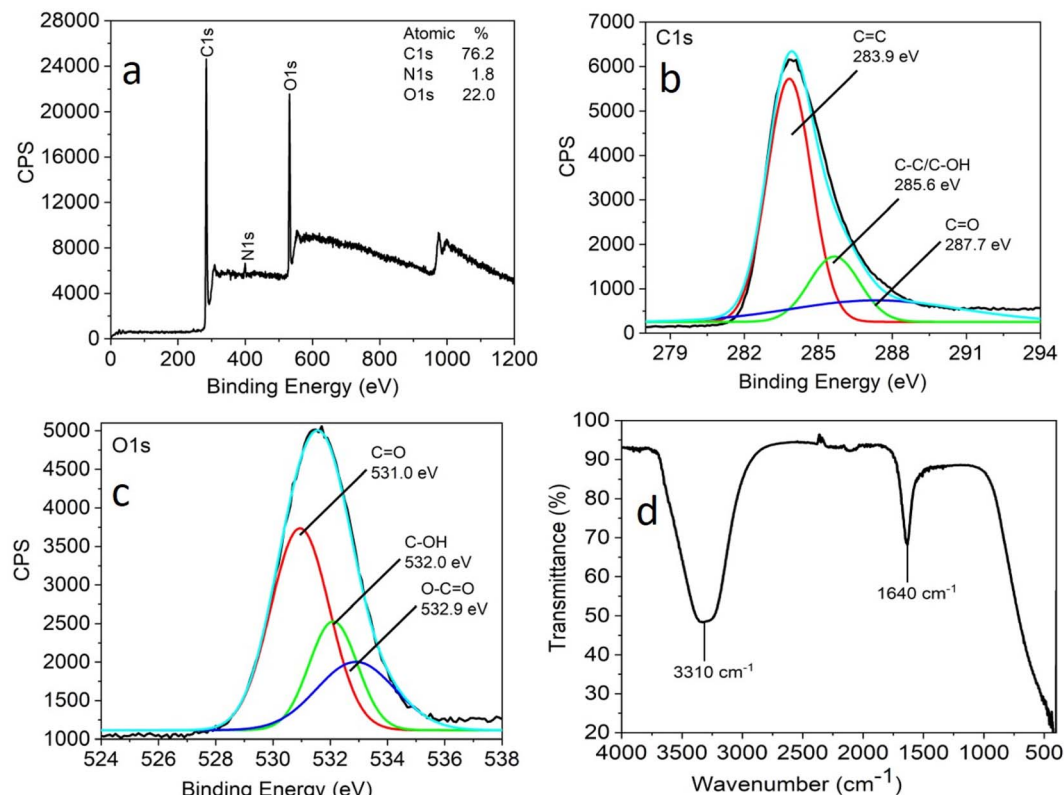 a
28000
24000
20000
16000
12000
8000
4000
0
CPS
C1s
N1s
O1s
Atomic %
C1s 76.2
N1s 1.8
O1s 22.0
0 200 400 600 800 1000 1200
Binding Energy (eV)
C1s
b
7000
6000
5000
4000
3000
2000
1000
0
CPS
C=C
283.9 eV
C-C/C-OH
285.6 eV
C=O
287.7 eV
279 282 285 288 291 294
Binding Energy (eV)
O1s
c
5000
4500
4000
3500
3000
2500
2000
1500
1000
CPS
C=O
531.0 eV
C-OH
532.0 eV
O-C=O
532.9 eV
524 526 528 530 532 534 536 538
Binding Energy (eV)
d
100
90
80
70
60
50
40
30
20
Transmittance (%)
1640 cm⁻¹
3310 cm⁻¹
4000 3500 3000 2500 2000 1500 1000 500
Wavenumber (cm⁻¹)